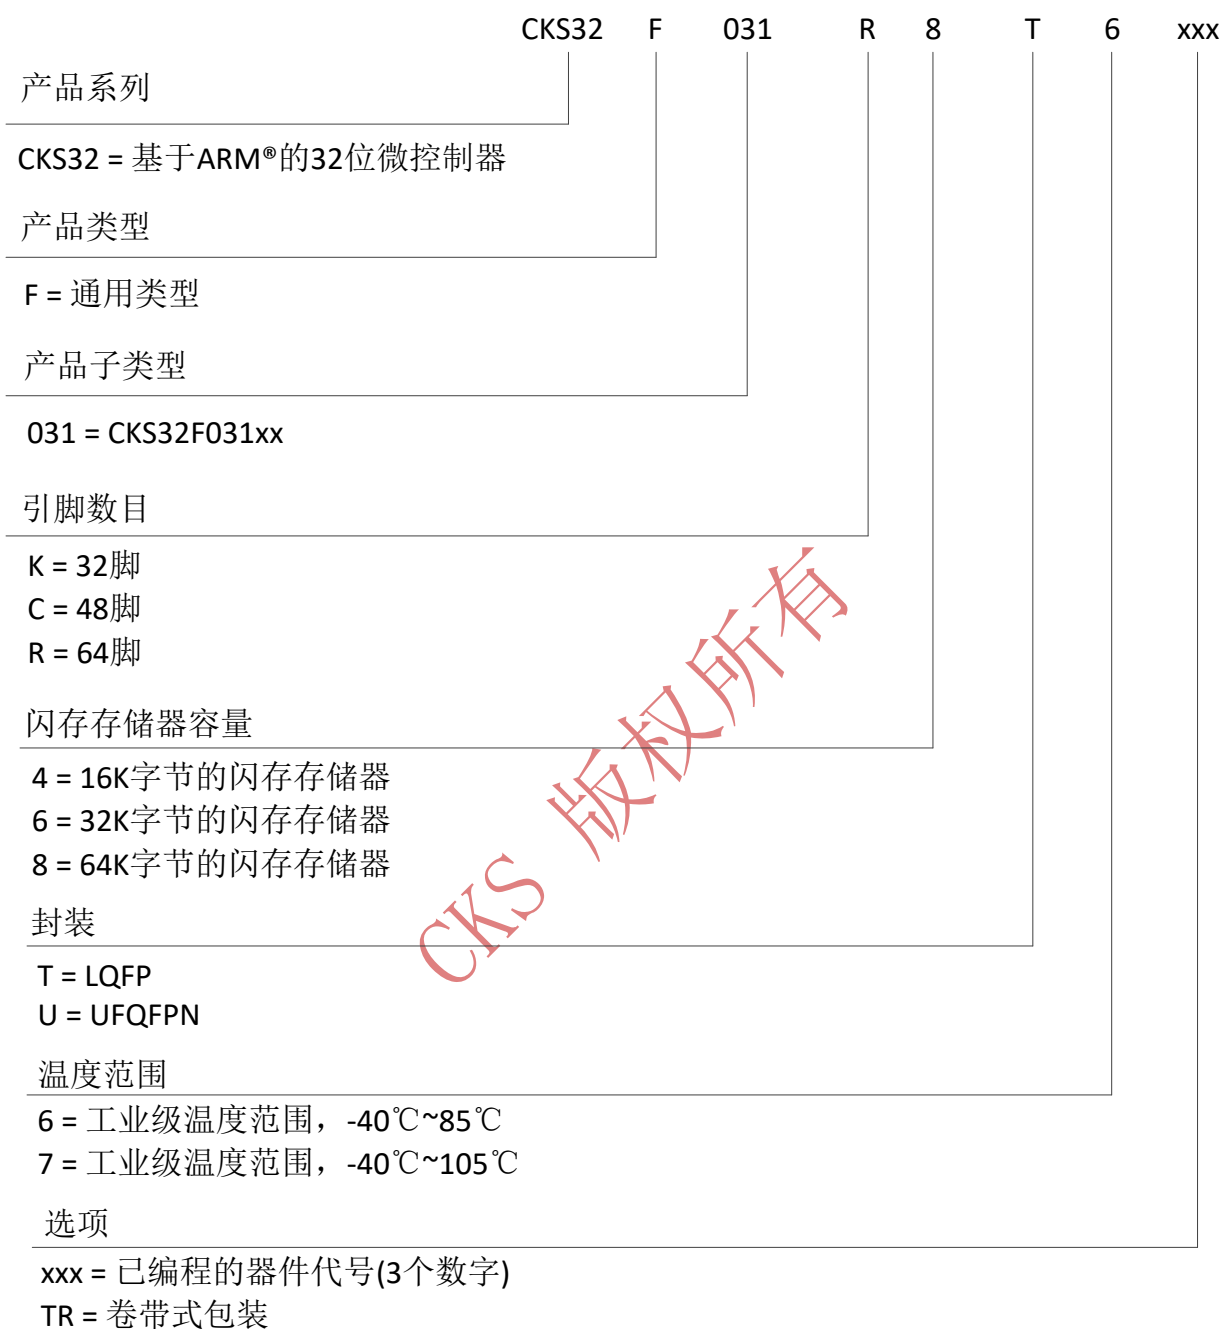 CKS32 F 031 R 8 T 6 xxx
产品系列
CKS32 = 基于ARM®的32位微控制器
产品类型
F = 通用类型
产品子类型
031 = CKS32F031xx
引脚数目
K = 32脚
C = 48脚
R = 64脚
闪存存储器容量
4 = 16K字节的闪存存储器
6 = 32K字节的闪存存储器
8 = 64K字节的闪存存储器
封装
T = LQFP
U = UFQFPN
温度范围
6 = 工业级温度范围，-40℃~85℃
7 = 工业级温度范围，-40℃~105℃
选项
xxx = 已编程的器件代号(3个数字)
TR = 卷带式包装
CKS 版权所有